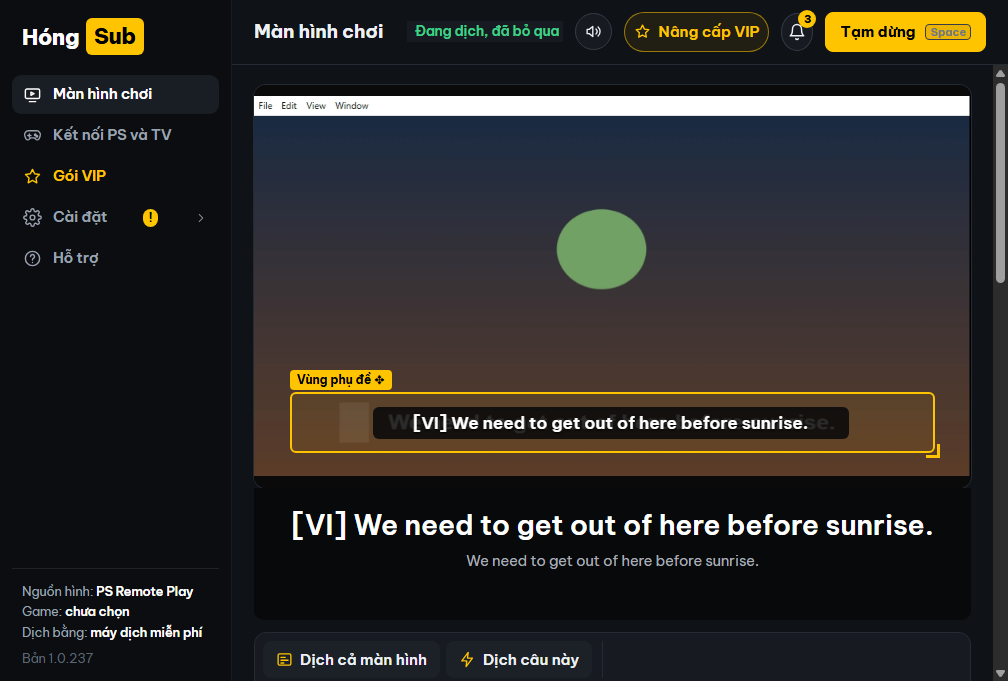 Hóng Sub
Màn hình chơi
Kết nối PS và TV
Gói VIP
Cài đặt !
Hỗ trợ
Nguồn hình: PS Remote Play
Game: chưa chọn
Dịch bằng: máy dịch miễn phí
Bản 1.0.237
Màn hình chơi
Đang dịch, đã bỏ qua
Nâng cấp VIP
3
Tạm dừng Space
File Edit View Window
Vùng phụ đề
[VI] We need to get out of here before sunrise.
[VI] We need to get out of here before sunrise.
We need to get out of here before sunrise.
Dịch cả màn hình
Dịch câu này